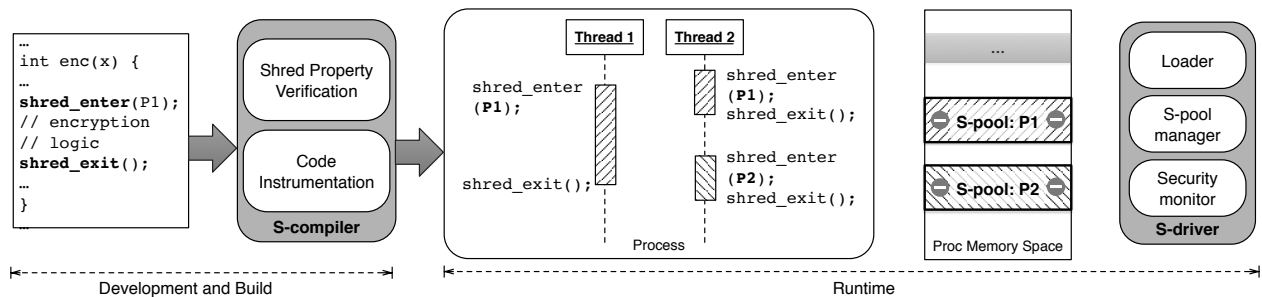 …
int enc(x) {
…
shred_enter(P1);
// encryption
// logic
shred_exit();
…
}
…
Shred Property
Verification
Code
Instrumentation
S-compiler
Development and Build
Thread 1
Thread 2
shred_enter
(P1);
shred_exit();
shred_enter
(P1);
shred_exit();
shred_enter
(P2);
shred_exit();
Process
…
S-pool: P1
S-pool: P2
Proc Memory Space
Loader
S-pool
manager
Security
monitor
S-driver
Runtime